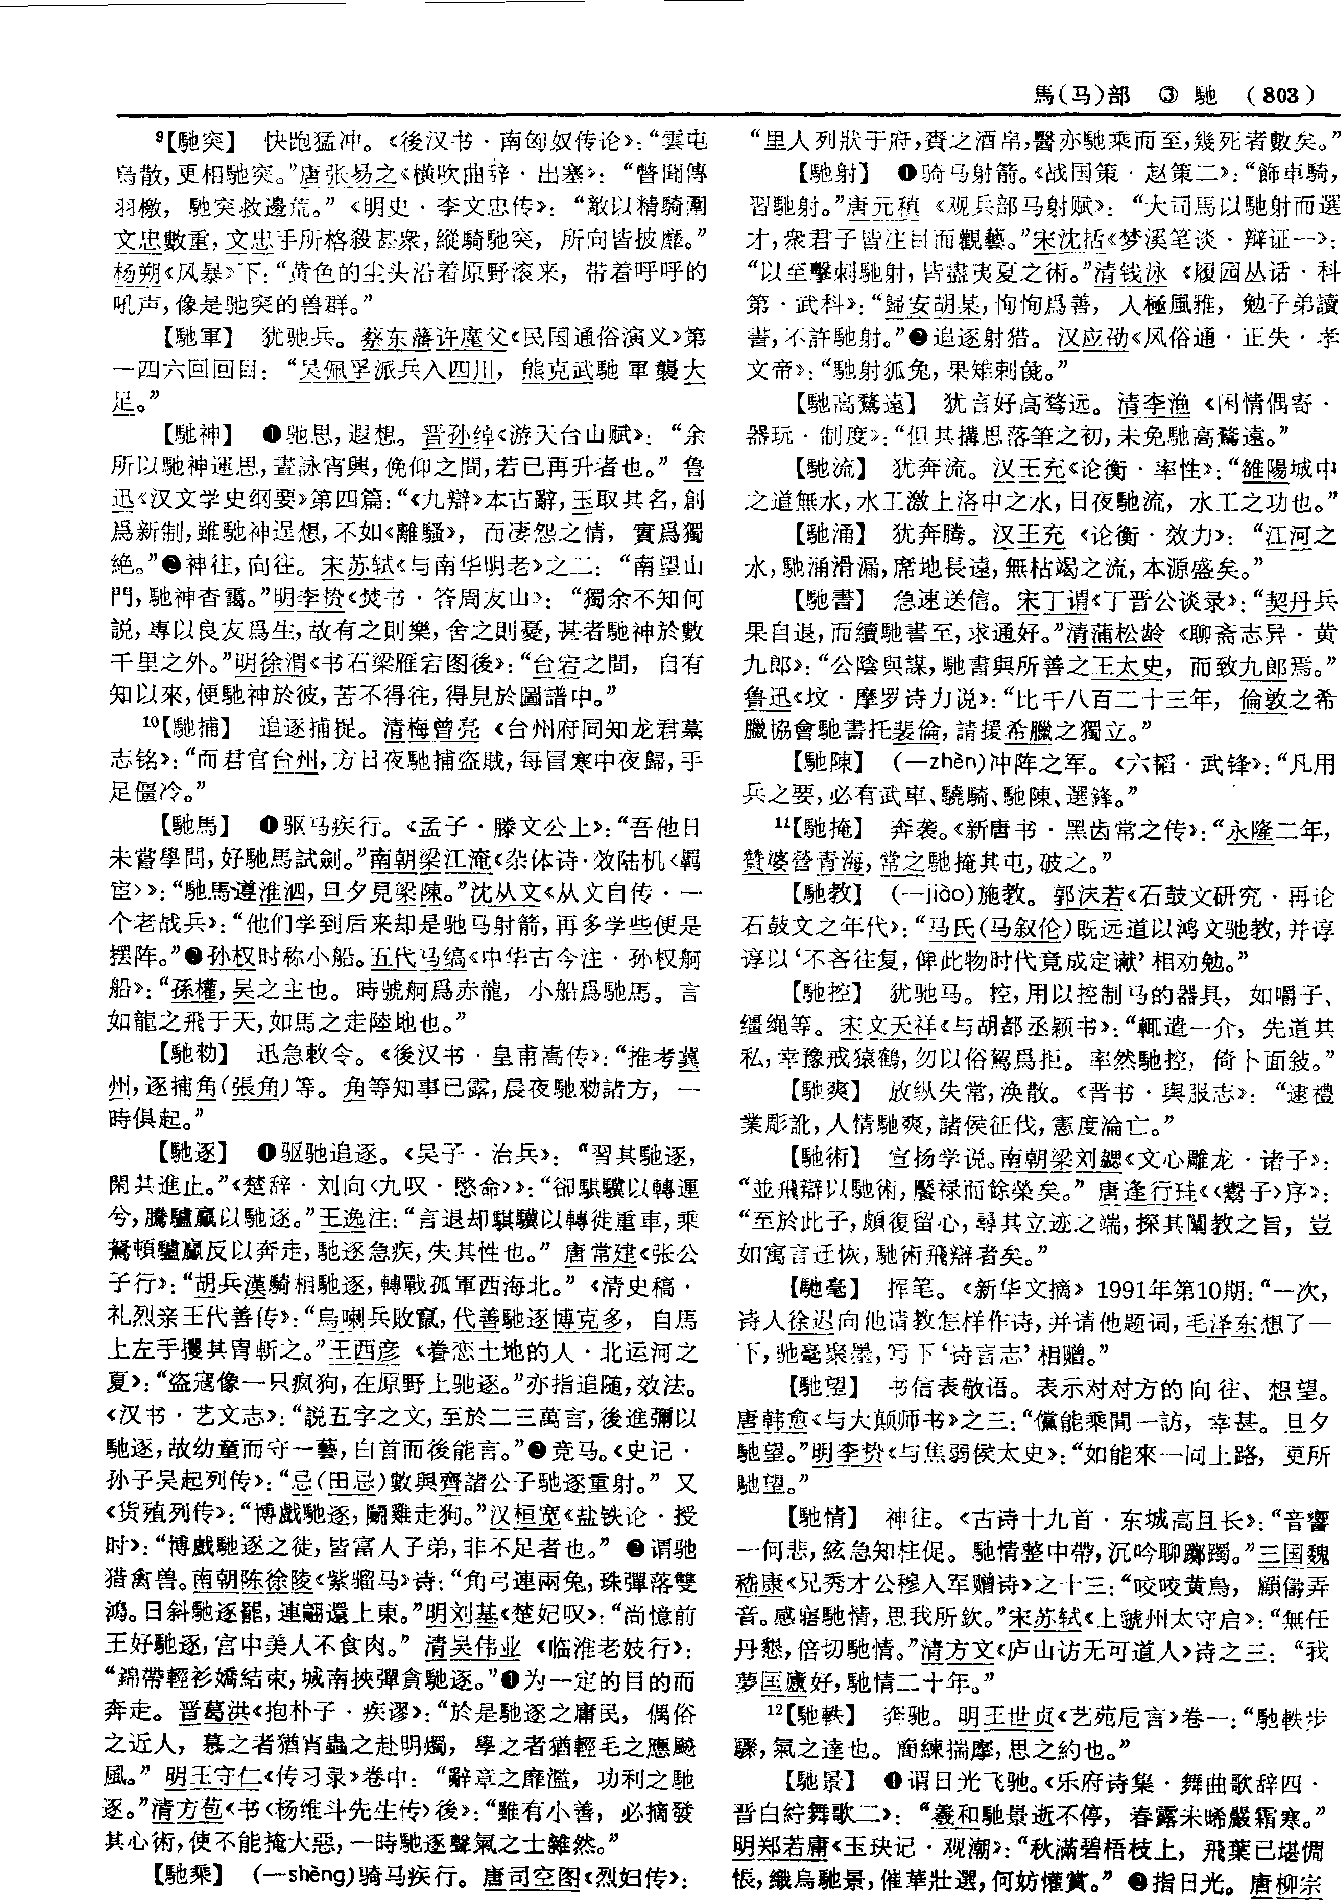 馬(马)部　③　馳　(803)
⁹【馳突】　快跑猛冲。《後汉书·南匈奴传论》：“雲屯
鳥散，更相馳突。”唐张易之《横吹曲辞·出塞》：“瞥聞傳
羽檄，馳突救邊荒。”《明史·李文忠传》：“敵以精騎圍
文忠數重，文忠手所格殺甚衆，縱騎馳突，所向皆披靡。”
杨朔《风暴》下：“黄色的尘头沿着原野滚来，带着呼呼的
吼声，像是驰突的兽群。”
【馳軍】　犹驰兵。蔡东藩许廑父《民国通俗演义》第
一四六回回目：“吴佩孚派兵入四川，熊克武馳軍襲大
足。”
【馳神】　❶驰思，遐想。晋孙绰《游天台山赋》：“余
所以馳神運思，晝詠宵興，俛仰之間，若已再升者也。”鲁
迅《汉文学史纲要》第四篇：“《九辯》本古辭，玉取其名，創
爲新制，雖馳神逞想，不如《離騷》，而凄怨之情，實爲獨
絶。”❷神往，向往。宋苏轼《与南华明老》之二：“南望山
門，馳神杳靄。”明李贽《焚书·答周友山》：“獨余不知何
説，專以良友爲生，故有之則樂，舍之則憂，甚者馳神於數
千里之外。”明徐渭《书石梁雁宕图後》：“台宕之間，自有
知以來，便馳神於彼，苦不得往，得見於圖譜中。”
¹⁰【馳捕】　追逐捕捉。清梅曾亮《台州府同知龙君墓
志铭》：“而君官台州，方日夜馳捕盗賊，每冒寒中夜歸，手
足僵冷。”
【馳馬】　❶驱马疾行。《孟子·滕文公上》：“吾他日
未嘗學問，好馳馬試劍。”南朝梁江淹《杂体诗·效陆机〈羁
宦〉》：“馳馬遵淮泗，旦夕見梁陳。”沈从文《从文自传·一
个老战兵》：“他们学到后来却是驰马射箭，再多学些便是
摆阵。”❷孙权时称小船。五代马缟《中华古今注·孙权舸
船》：“孫權，吴之主也。時號舸爲赤龍，小船爲馳馬。言
如龍之飛于天，如馬之走陸地也。”
【馳勑】　迅急敕令。《後汉书·皇甫嵩传》：“推考冀
州，逐捕角(張角)等。角等知事已露，晨夜馳勑諸方，一
時俱起。”
【馳逐】　❶驱驰追逐。《吴子·治兵》：“習其馳逐，
閑其進止。”《楚辞·刘向〈九叹·愍命〉》：“卻騏驥以轉運
兮，騰驢驘以馳逐。”王逸注：“言退却騏驥以轉徙重車，乘
駑頓驢驘反以奔走，馳逐急疾，失其性也。”唐常建《张公
子行》：“胡兵漢騎相馳逐，轉戰孤軍西海北。”《清史稿·
礼烈亲王代善传》：“烏喇兵敗竄，代善馳逐博克多，自馬
上左手攫其胄斬之。”王西彦《眷恋土地的人·北运河之
夏》：“盗寇像一只疯狗，在原野上驰逐。”亦指追随，效法。
《汉书·艺文志》：“説五字之文，至於二三萬言，後進彌以
馳逐，故幼童而守一藝，白首而後能言。”❷竞马。《史记·
孙子吴起列传》：“忌(田忌)數與齊諸公子馳逐重射。”又
《货殖列传》：“博戲馳逐，鬭雞走狗。”汉桓宽《盐铁论·授
时》：“博戲馳逐之徒，皆富人子弟，非不足者也。”❸谓驰
猎禽兽。南朝陈徐陵《紫骝马》诗：“角弓連兩兔，珠彈落雙
鴻。日斜馳逐罷，連翩還上東。”明刘基《楚妃叹》：“尚憶前
王好馳逐，宫中美人不食肉。”清吴伟业《临淮老妓行》：
“錦帶輕衫嬌結束，城南挾彈貪馳逐。”❹为一定的目的而
奔走。晋葛洪《抱朴子·疾谬》：“於是馳逐之庸民，偶俗
之近人，慕之者猶宵蟲之赴明燭，學之者猶輕毛之應飈
風。”明王守仁《传习录》卷中：“辭章之靡濫，功利之馳
逐。”清方苞《书〈杨维斗先生传〉後》：“雖有小善，必摘發
其心術，使不能掩大惡，一時馳逐聲氣之士雖然。”
【馳乘】　(—shèng)骑马疾行。唐司空图《烈妇传》：
“里人列狀于府，賚之酒帛，醫亦馳乘而至，幾死者數矣。”
【馳射】　❶骑马射箭。《战国策·赵策二》：“飾車騎，
習馳射。”唐元稹《观兵部马射赋》：“大司馬以馳射而選
才，衆君子皆注目而觀藝。”宋沈括《梦溪笔谈·辩证一》：
“以至擊刺馳射，皆盡夷夏之術。”清钱泳《履园丛话·科
第·武科》：“歸安胡某，恂恂爲善，人極風雅，勉子弟讀
書，不許馳射。”❷追逐射猎。汉应劭《风俗通·正失·孝
文帝》：“馳射狐兔，果雉刺彘。”
【馳高騖遠】　犹言好高骛远。清李渔《闲情偶寄·
器玩·制度》：“但其搆思落筆之初，未免馳高騖遠。”
【馳流】　犹奔流。汉王充《论衡·率性》：“雒陽城中
之道無水，水工激上洛中之水，日夜馳流，水工之功也。”
【馳涌】　犹奔腾。汉王充《论衡·效力》：“江河之
水，馳涌滑漏，席地長遠，無枯竭之流，本源盛矣。”
【馳書】　急速送信。宋丁谓《丁晋公谈录》：“契丹兵
果自退，而續馳書至，求通好。”清蒲松龄《聊斋志异·黄
九郎》：“公陰與謀，馳書與所善之王太史，而致九郎焉。”
鲁迅《坟·摩罗诗力说》：“比千八百二十三年，倫敦之希
臘協會馳書托裴倫，請援希臘之獨立。”
【馳陳】　(—zhèn)冲阵之军。《六韬·武锋》：“凡用
兵之要，必有武車、驍騎、馳陳、選鋒。”
¹¹【馳掩】　奔袭。《新唐书·黑齿常之传》：“永隆二年，
贊婆營青海，常之馳掩其屯，破之。”
【馳教】　(—jiào)施教。郭沫若《石鼓文研究·再论
石鼓文之年代》：“马氏(马叙伦)既远道以鸿文驰教，并谆
谆以‘不吝往复，俾此物时代竟成定谳’相劝勉。”
【馳控】　犹驰马。控，用以控制马的器具，如嚼子、
缰绳等。宋文天祥《与胡都丞颖书》：“輒遣一介，先道其
私，幸豫戒猿鶴，勿以俗駕爲拒。率然馳控，倚卜面敍。”
【馳爽】　放纵失常，涣散。《晋书·舆服志》：“逮禮
業彫訛，人情馳爽，諸侯征伐，憲度淪亡。”
【馳術】　宣扬学说。南朝梁刘勰《文心雕龙·诸子》：
“並飛辯以馳術，饜禄而餘榮矣。”唐逢行珪《〈鬻子〉序》：
“至於此子，頗復留心，尋其立迹之端，探其闡教之旨，豈
如寓言迂恢，馳術飛辯者矣。”
【馳毫】　挥笔。《新华文摘》1991年第10期：“一次，
诗人徐迟向他请教怎样作诗，并请他题词，毛泽东想了一
下，驰毫聚墨，写下‘诗言志’相赠。”
【馳望】　书信表敬语。表示对对方的向往、想望。
唐韩愈《与大颠师书》之三：“儻能乘閒一訪，幸甚。旦夕
馳望。”明李贽《与焦弱侯太史》：“如能來一同上路，更所
馳望。”
【馳情】　神往。《古诗十九首·东城高且长》：“音響
一何悲，絃急知柱促。馳情整中帶，沉吟聊躑躅。”三国魏
嵇康《兄秀才公穆入军赠诗》之十三：“咬咬黄鳥，顧儔弄
音。感寤馳情，思我所欽。”宋苏轼《上虢州太守启》：“無任
丹懇，倍切馳情。”清方文《庐山访无可道人》诗之三：“我
夢匡廬好，馳情二十年。”
¹²【馳軼】　奔驰。明王世贞《艺苑卮言》卷一：“馳軼步
驟，氣之達也。簡練揣摩，思之約也。”
【馳景】　❶谓日光飞驰。《乐府诗集·舞曲歌辞四·
晋白紵舞歌二》：“羲和馳景逝不停，春露未晞嚴霜寒。”
明郑若庸《玉玦记·观潮》：“秋滿碧梧枝上，飛葉已堪惆
悵，織烏馳景，催華壯選，何妨懽賞。”❷指日光。唐柳宗